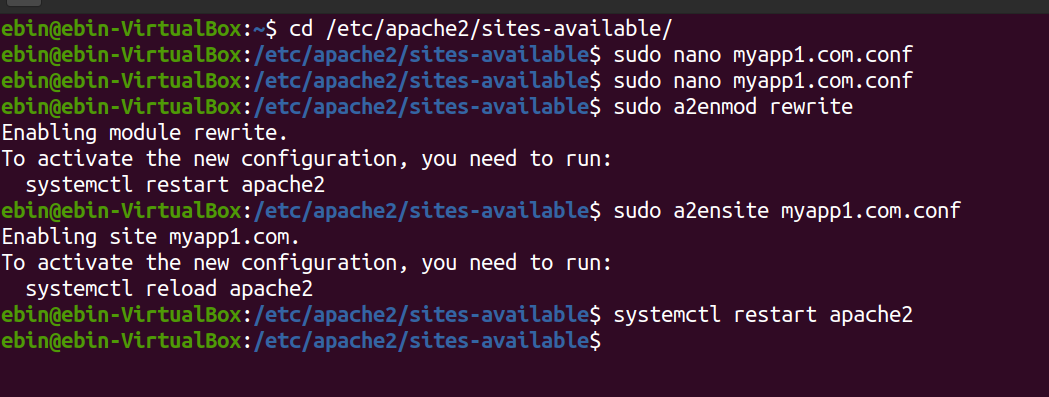 ebin@ebin-VirtualBox:~$ cd /etc/apache2/sites-available/
ebin@ebin-VirtualBox:/etc/apache2/sites-available$ sudo nano myapp1.com.conf
ebin@ebin-VirtualBox:/etc/apache2/sites-available$ sudo nano myapp1.com.conf
ebin@ebin-VirtualBox:/etc/apache2/sites-available$ sudo a2enmod rewrite
Enabling module rewrite.
To activate the new configuration, you need to run:
  systemctl restart apache2
ebin@ebin-VirtualBox:/etc/apache2/sites-available$ sudo a2ensite myapp1.com.conf
Enabling site myapp1.com.
To activate the new configuration, you need to run:
  systemctl reload apache2
ebin@ebin-VirtualBox:/etc/apache2/sites-available$ systemctl restart apache2
ebin@ebin-VirtualBox:/etc/apache2/sites-available$